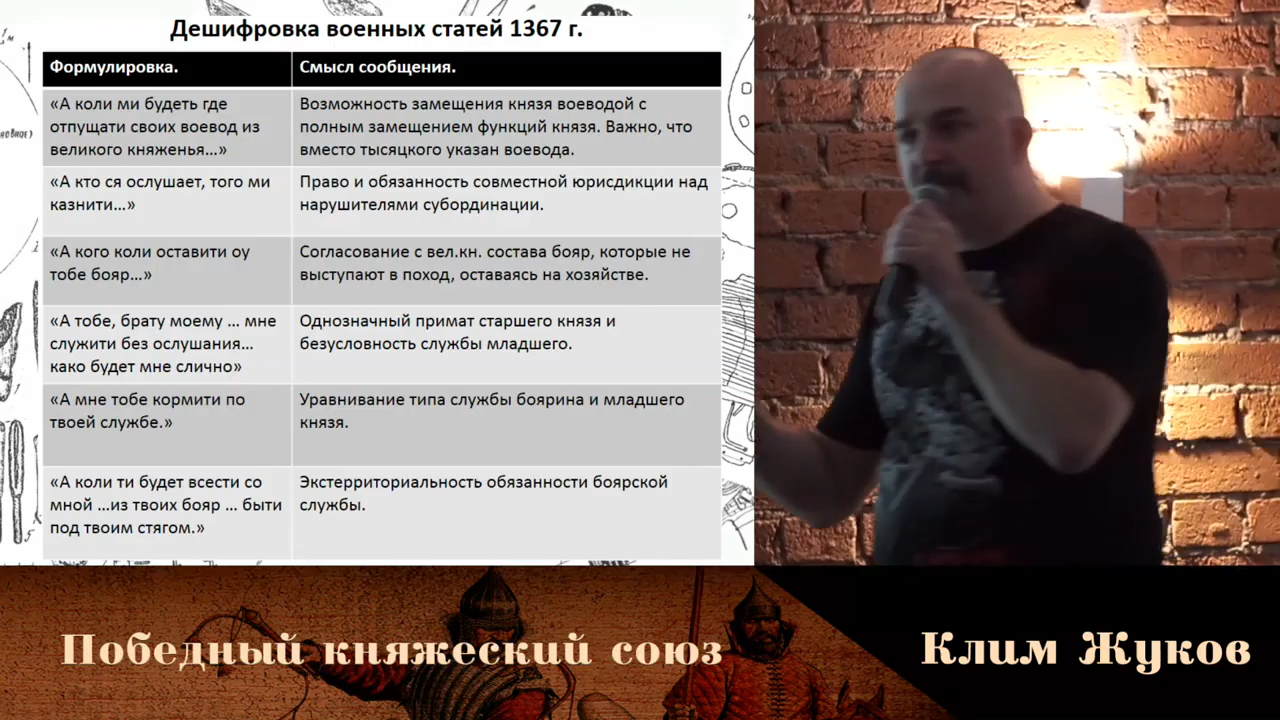 Дешифровка военных статей 1367 г.
Формулировка.
Смысл сообщения.
«А коли ми будеть где
отпущати своих воевод из
великого княженья…»
Возможность замещения князя воеводой с
полным замещением функций князя. Важно, что
вместо тысяцкого указан воевода.
«А кто ся ослушает, того ми
казнити…»
Право и обязанность совместной юрисдикции над
нарушителями субординации.
«А кого коли оставити оу
тобе бояр…»
Согласование с вел.кн. состава бояр, которые не
выступают в поход, оставаясь на хозяйстве.
«А тобе, брату моему … мне
служити без ослушания…
како будет мне слично»
Однозначный примат старшего князя и
безусловность службы младшего.
«А мне тобе кормити по
твоей службе.»
Уравнивание типа службы боярина и младшего
князя.
«А коли ти будет всести со
мной …из твоих бояр … быти
под твоим стягом.»
Экстерриториальность обязанности боярской
службы.
Победный княжеский союз
Клим Жуков